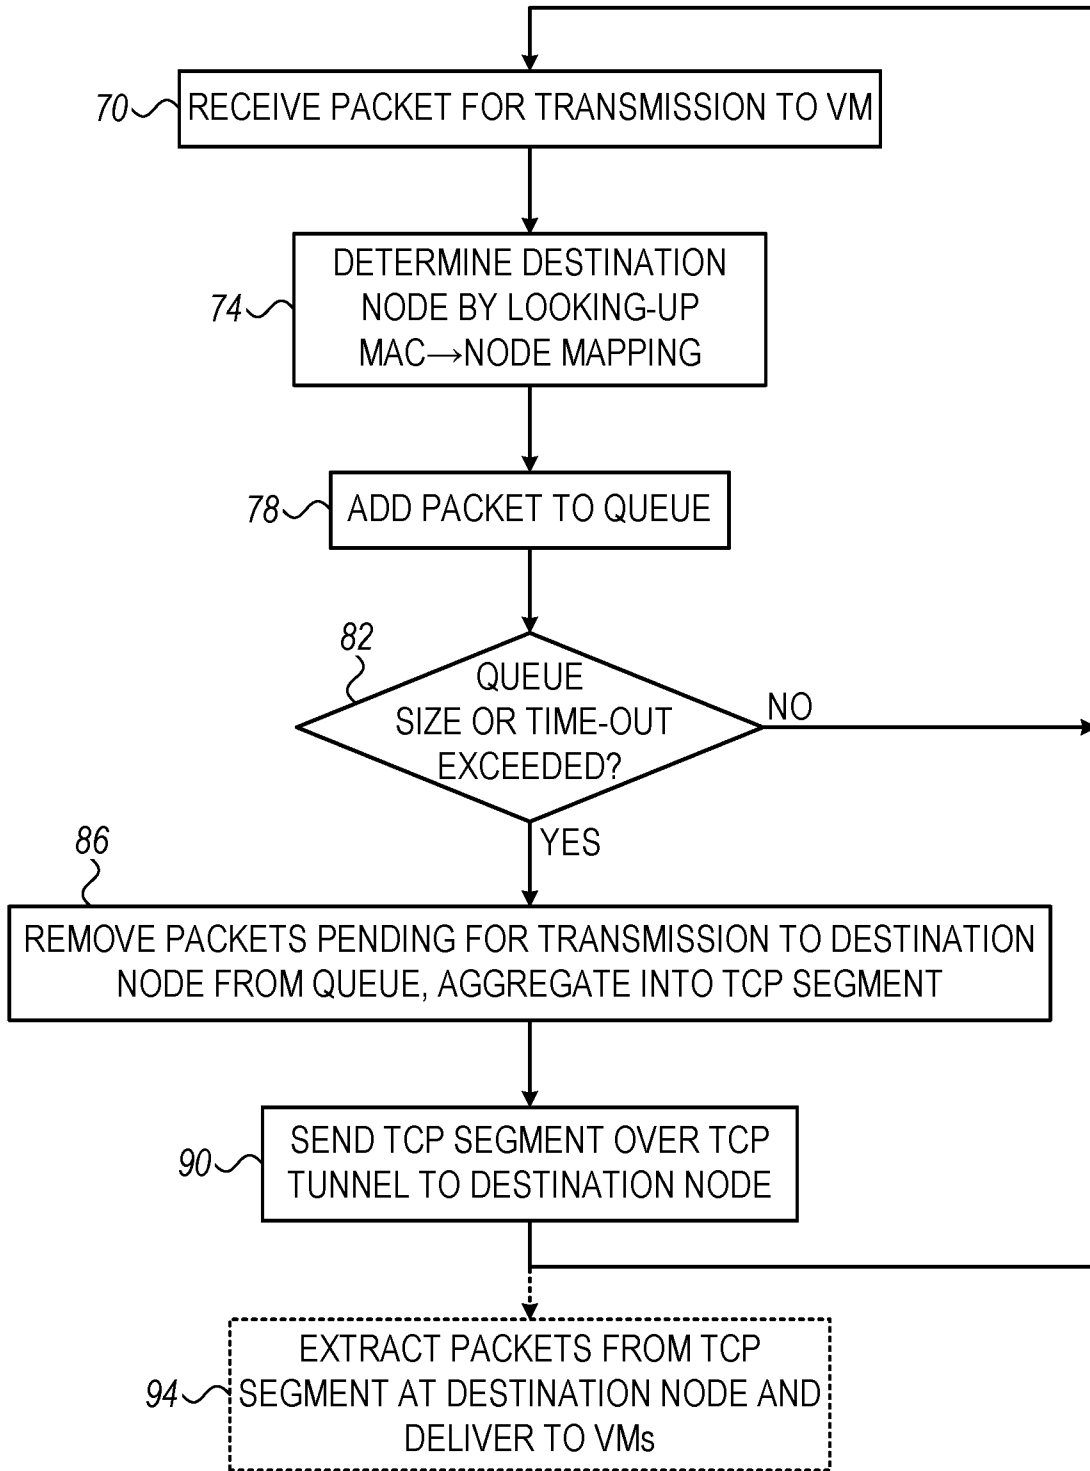 70
RECEIVE PACKET FOR TRANSMISSION TO VM
74
DETERMINE DESTINATION
NODE BY LOOKING-UP
MAC→NODE MAPPING
78
ADD PACKET TO QUEUE
82
QUEUE
SIZE OR TIME-OUT
EXCEEDED?
NO
YES
86
REMOVE PACKETS PENDING FOR TRANSMISSION TO DESTINATION
NODE FROM QUEUE, AGGREGATE INTO TCP SEGMENT
90
SEND TCP SEGMENT OVER TCP
TUNNEL TO DESTINATION NODE
94
EXTRACT PACKETS FROM TCP
SEGMENT AT DESTINATION NODE AND
DELIVER TO VMs